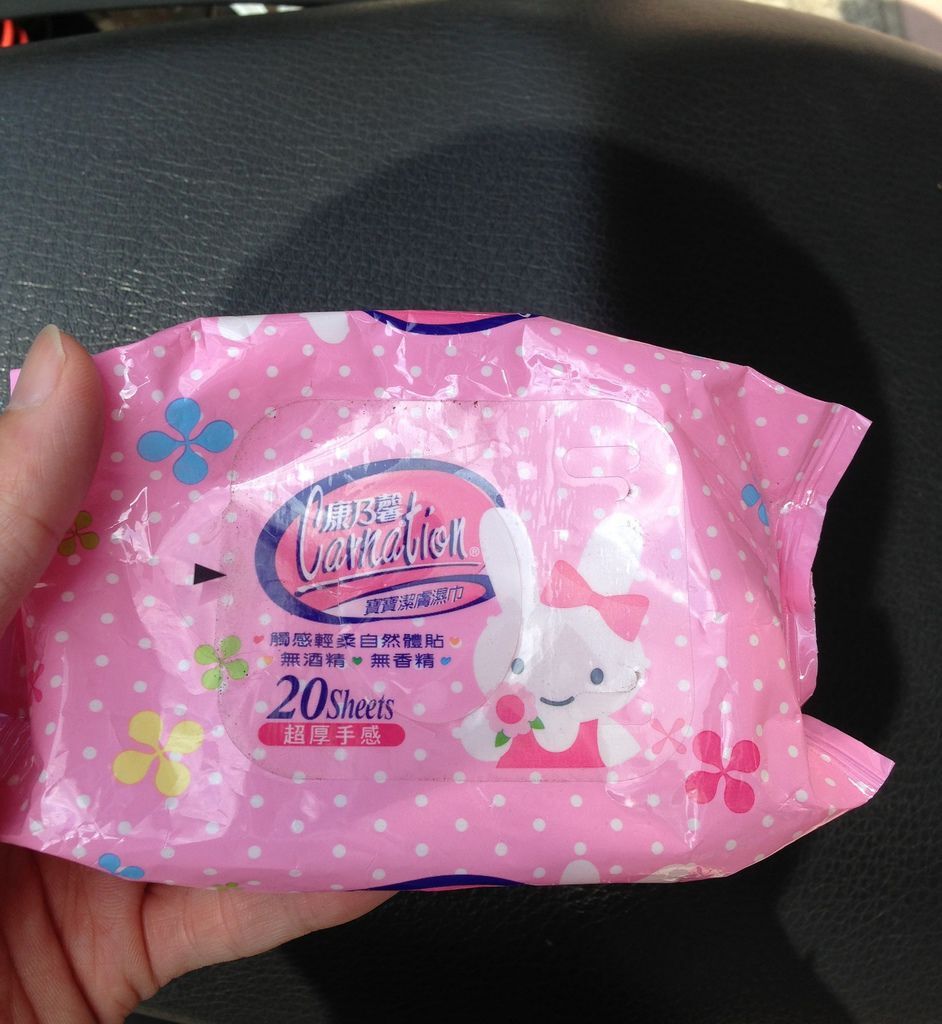 康乃馨
Carnation®
寶寶潔膚濕巾
觸感輕柔自然體貼
無酒精 無香精
20Sheets
超厚手感